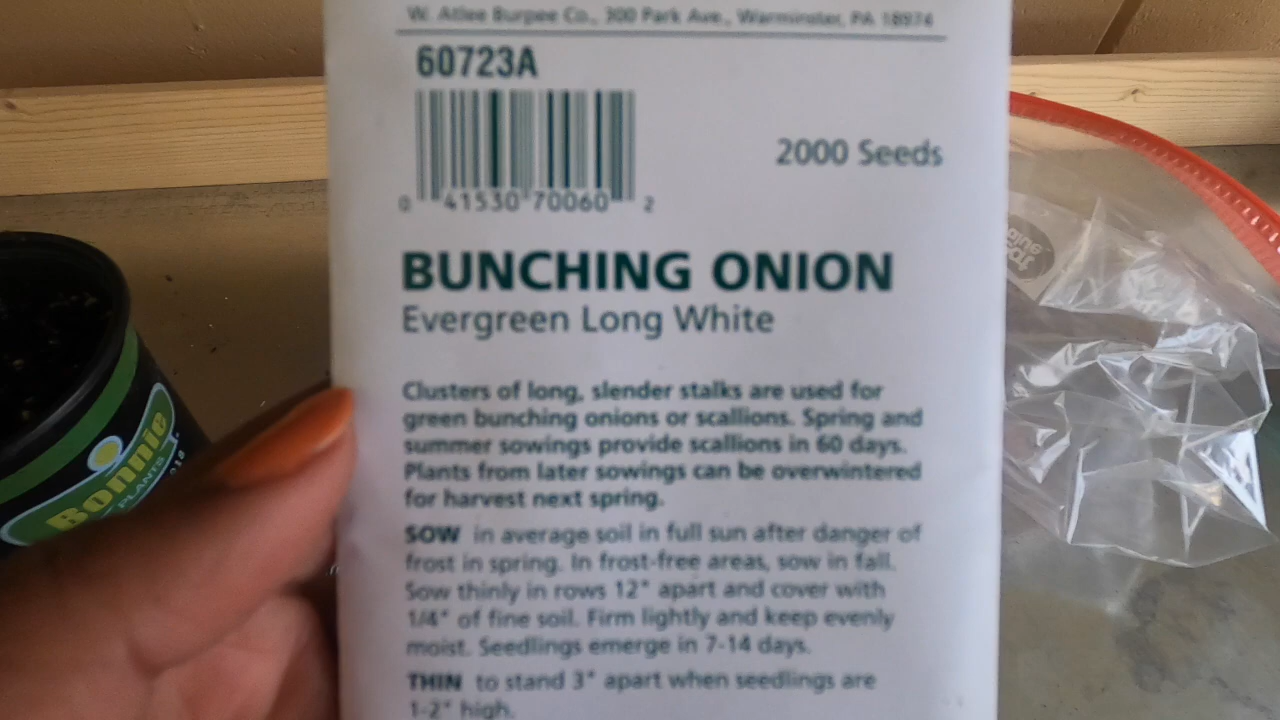 W. Atlee Burpee Co., 300 Park Ave., Warminster, PA 18974
60723A
2000 Seeds
0 41530 70060 2
BUNCHING ONION
Evergreen Long White
Clusters of long, slender stalks are used for
green bunching onions or scallions. Spring and
summer sowings provide scallions in 60 days.
Plants from later sowings can be overwintered
for harvest next spring.
SOW in average soil in full sun after danger of
frost in spring. In frost-free areas, sow in fall.
Sow thinly in rows 12" apart and cover with
1/4" of fine soil. Firm lightly and keep evenly
moist. Seedlings emerge in 7-14 days.
THIN to stand 3" apart when seedlings are
1-2" high.
Bonnie
PLANTS